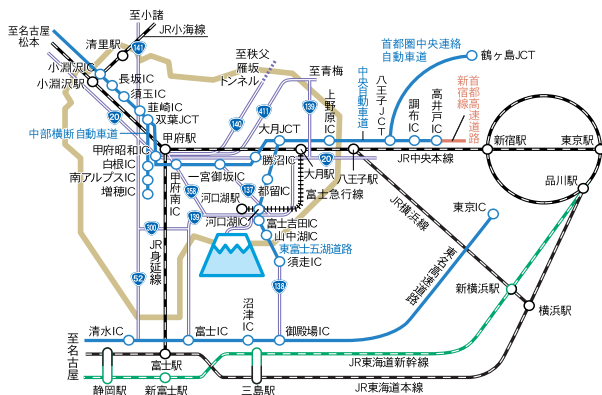 至小諸
JR小海線
至名古屋
松本
清里駅
141
至秩父
雁坂
トンネル
首都圏中央連絡
自動車道
鶴ヶ島JCT
小淵沢IC
小淵沢駅
長坂IC
須玉IC
韮崎IC
双葉JCT
至青梅
中央自動車道
八王子JCT
調布IC
高井戸IC
首都高速道路
新宿線
上野原IC
20
140
411
139
中部横断自動車道
甲府駅
大月JCT
新宿駅
東京駅
甲府昭和IC
白根IC
南アルプスIC
増穂IC
勝沼IC
一宮御坂IC
20
JR中央本線
大月駅
八王子駅
品川駅
甲府南IC
358
137
都留IC
富士急行線
河口湖駅
河口湖IC
139
300
富士吉田IC
山中湖IC
東富士五湖道路
須走IC
JR横浜線
東京IC
東名高速道路
JR身延線
52
138
新横浜駅
横浜駅
沼津IC
清水IC
富士IC
御殿場IC
至名古屋
富士駅
JR東海道新幹線
静岡駅
新富士駅
三島駅
JR東海道本線